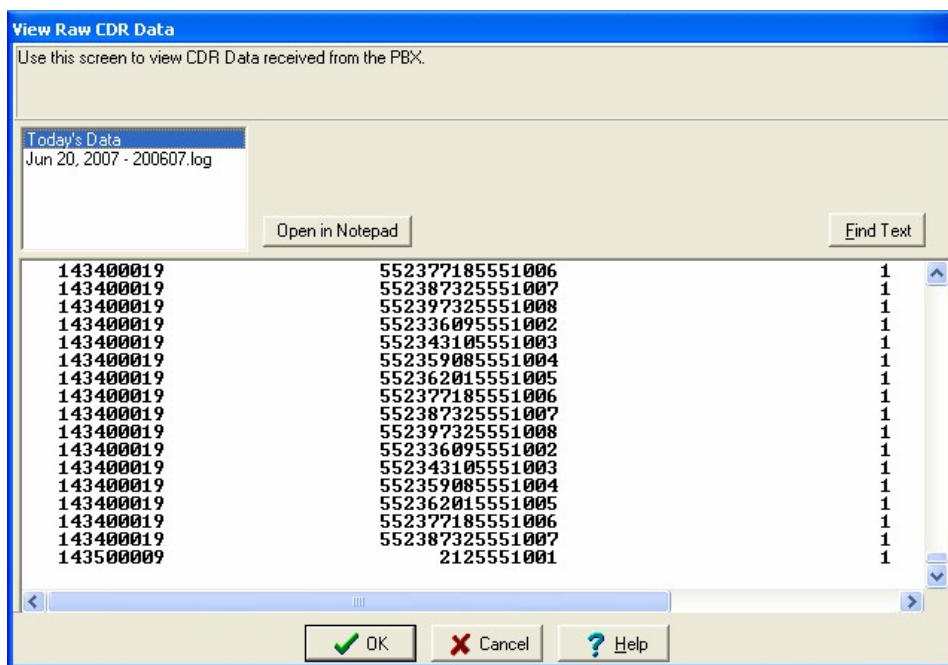 View Raw CDR Data
Use this screen to view CDR Data received from the PBX.
Today's Data
Jun 20, 2007 - 200607.log
Open in Notepad
Find Text
143400019 552377185551006 1
143400019 552387325551007 1
143400019 552397325551008 1
143400019 552336095551002 1
143400019 552343105551003 1
143400019 552359085551004 1
143400019 552362015551005 1
143400019 552377185551006 1
143400019 552387325551007 1
143400019 552397325551008 1
143400019 552336095551002 1
143400019 552343105551003 1
143400019 552359085551004 1
143400019 552362015551005 1
143400019 552377185551006 1
143400019 552387325551007 1
143500009 2125551001 1
OK Cancel ? Help